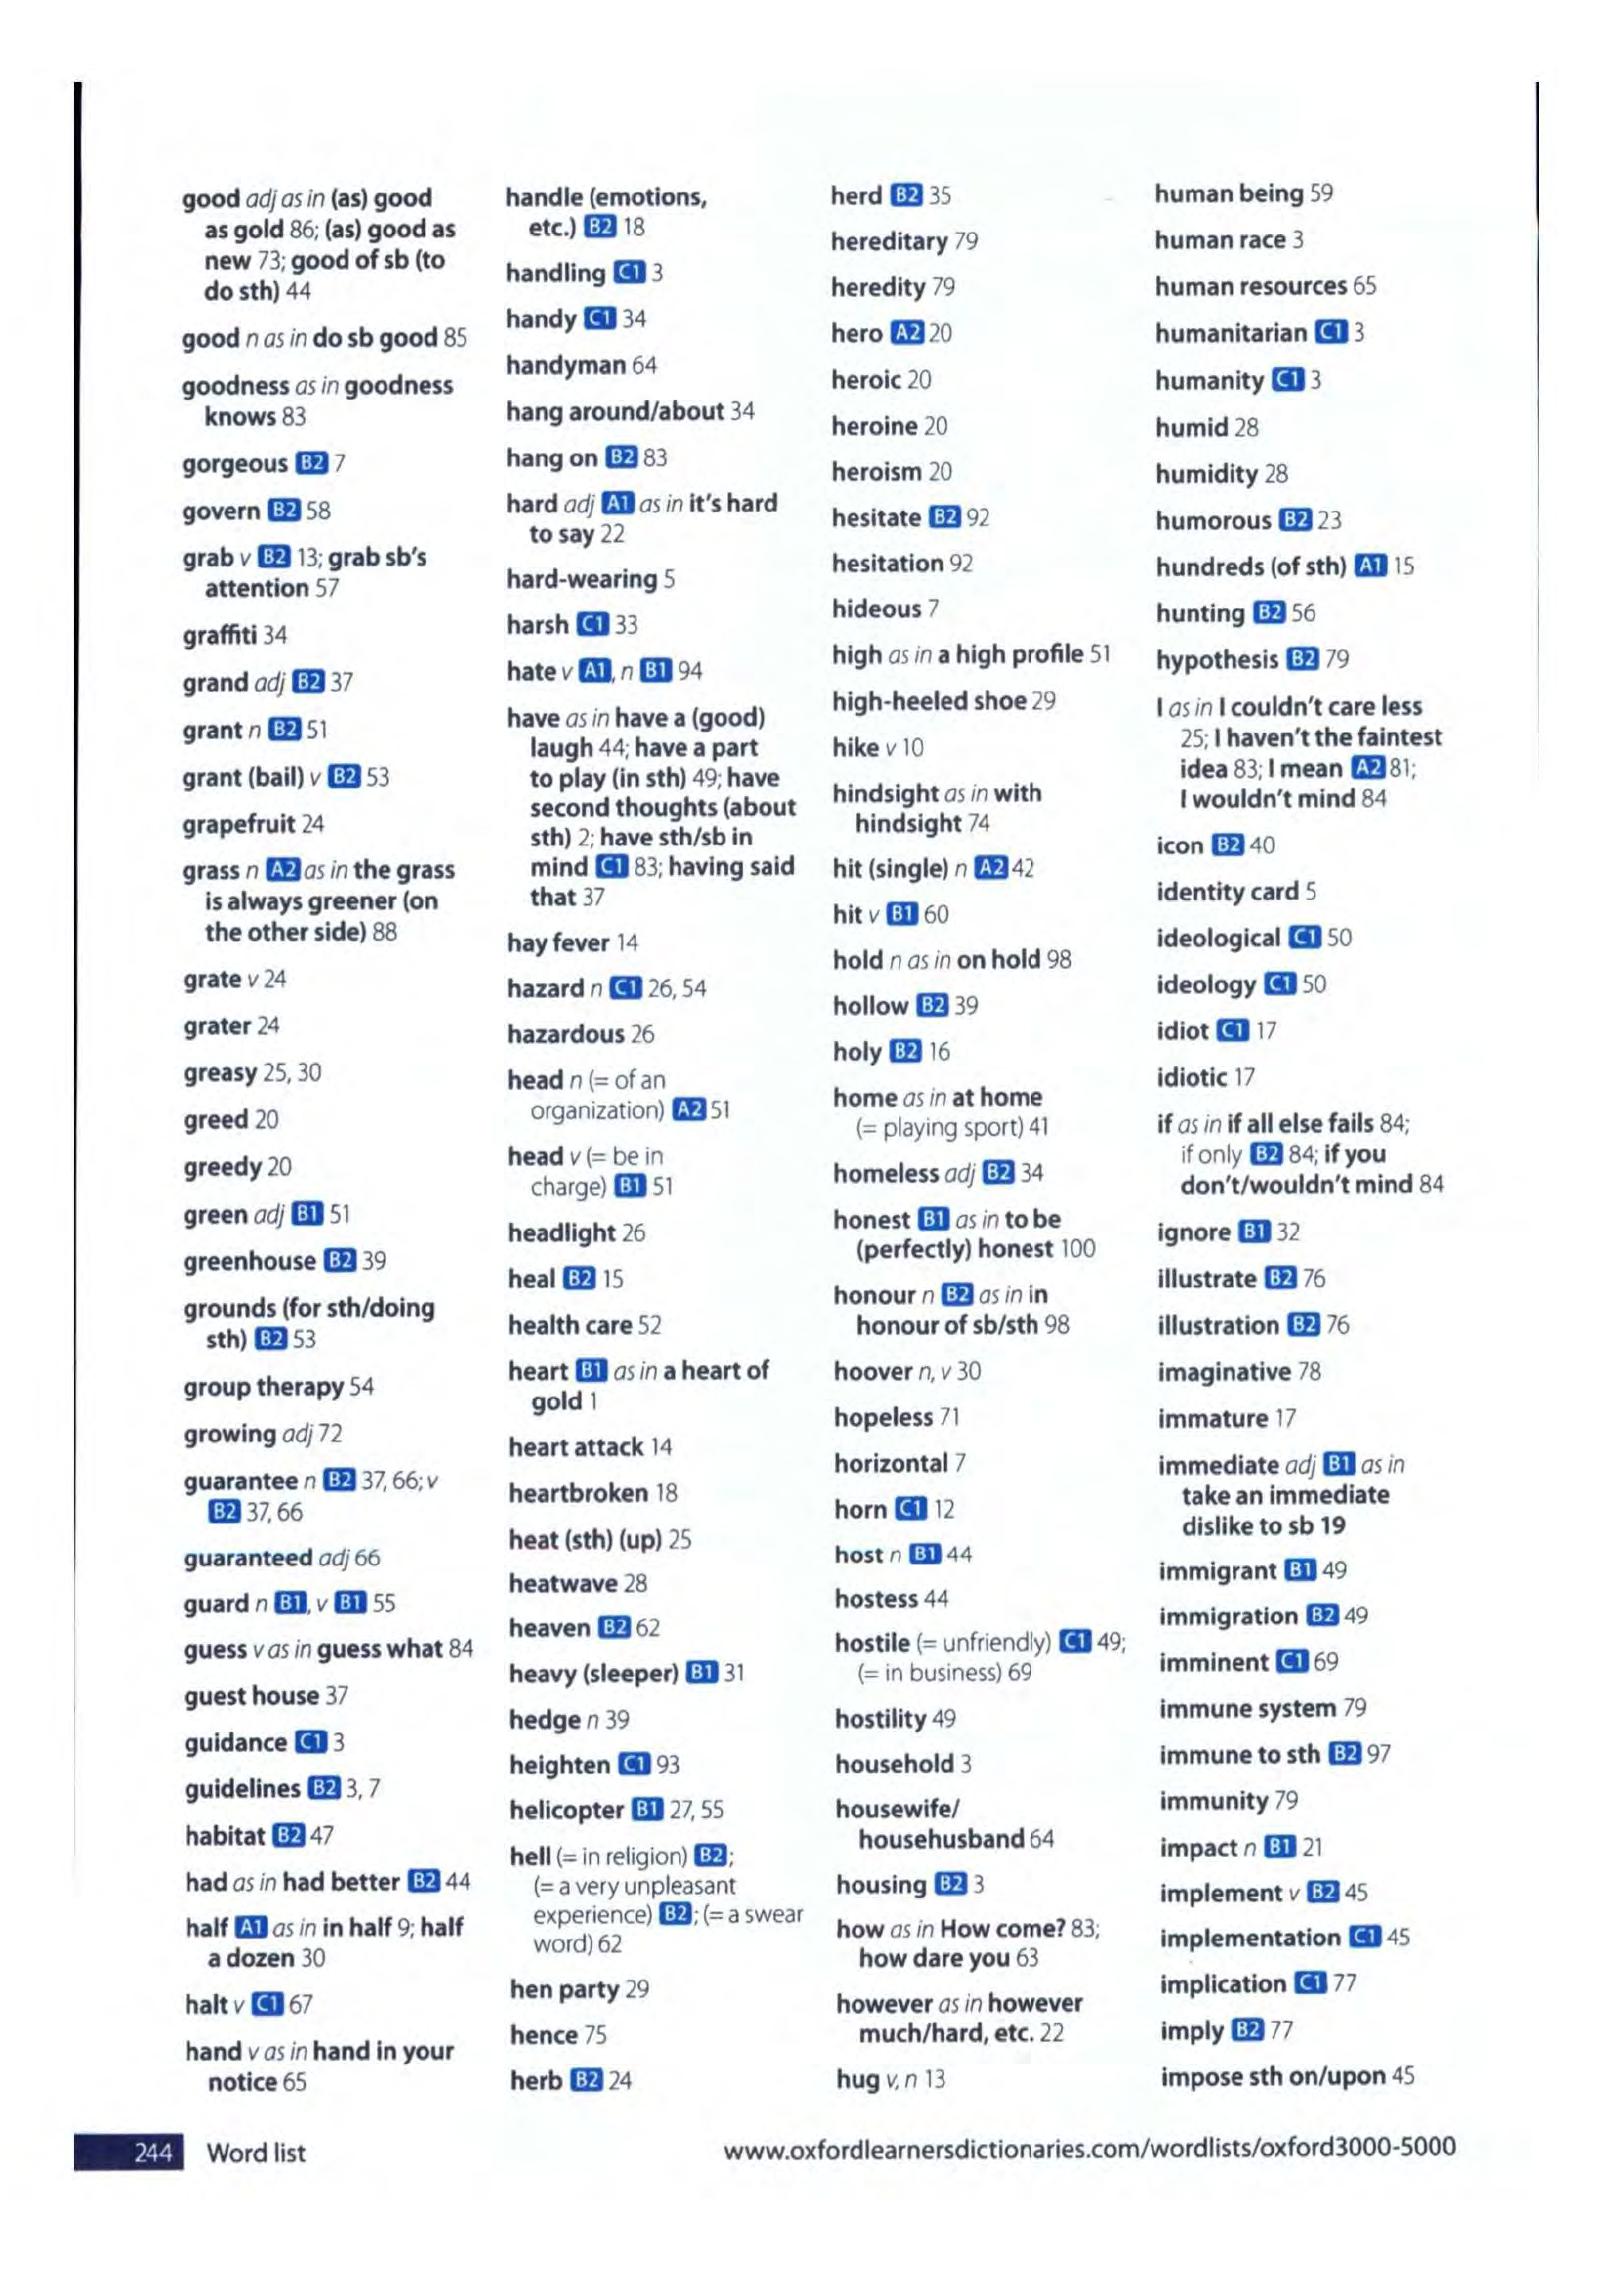 good adj as in (as) good
as gold 86; (as) good as
new 73; good of sb (to
do sth) 44
good n as in do sb good 85
goodness as in goodness
knows 83
gorgeous B2 7
govern B2 58
grab v B2 13; grab sb's
attention 57
graffiti 34
grand adj B2 37
grant n B2 51
grant (bail) v B2 53
grapefruit 24
grass n A2 as in the grass
is always greener (on
the other side) 88
grate v 24
grater 24
greasy 25, 30
greed 20
greedy 20
green adj B1 51
greenhouse B2 39
grounds (for sth/doing
sth) B2 53
group therapy 54
growing adj 72
guarantee n B2 37, 66; v
B2 37, 66
guaranteed adj 66
guard n B1, v B1 55
guess v as in guess what 84
guest house 37
guidance C1 3
guidelines B2 3, 7
habitat B2 47
had as in had better B2 44
half A1 as in in half 9; half
a dozen 30
halt v C1 67
hand v as in hand in your
notice 65
handle (emotions,
etc.) B2 18
handling C1 3
handy C1 34
handyman 64
hang around/about 34
hang on B2 83
hard adj A1 as in it's hard
to say 22
hard-wearing 5
harsh C1 33
hate v A1, n B1 94
have as in have a (good)
laugh 44; have a part
to play (in sth) 49; have
second thoughts (about
sth) 2; have sth/sb in
mind C1 83; having said
that 37
hay fever 14
hazard n C1 26, 54
hazardous 26
head n (= of an
organization) A2 51
head v (= be in
charge) B1 51
headlight 26
heal B2 15
health care 52
heart B1 as in a heart of
gold 1
heart attack 14
heartbroken 18
heat (sth) (up) 25
heatwave 28
heaven B2 62
heavy (sleeper) B1 31
hedge n 39
heighten C1 93
helicopter B1 27, 55
hell (= in religion) B2;
(= a very unpleasant
experience) B2; (= a swear
word) 62
hen party 29
hence 75
herb B2 24
herd B2 35
hereditary 79
heredity 79
hero A2 20
heroic 20
heroine 20
heroism 20
hesitate B2 92
hesitation 92
hideous 7
high as in a high profile 51
high-heeled shoe 29
hike v 10
hindsight as in with
hindsight 74
hit (single) n A2 42
hit v B1 60
hold n as in on hold 98
hollow B2 39
holy B2 16
home as in at home
(= playing sport) 41
homeless adj B2 34
honest B1 as in to be
(perfectly) honest 100
honour n B2 as in in
honour of sb/sth 98
hoover n, v 30
hopeless 71
horizontal 7
horn C1 12
host n B1 44
hostess 44
hostile (= unfriendly) C1 49;
(= in business) 69
hostility 49
household 3
housewife/
househusband 64
housing B2 3
how as in How come? 83;
how dare you 63
however as in however
much/hard, etc. 22
hug v, n 13
human being 59
human race 3
human resources 65
humanitarian C1 3
humanity C1 3
humid 28
humidity 28
humorous B2 23
hundreds (of sth) A1 15
hunting B2 56
hypothesis B2 79
I as in I couldn't care less
25; I haven't the faintest
idea 83; I mean A2 81;
I wouldn't mind 84
icon B2 40
identity card 5
ideological C1 50
ideology C1 50
idiot C1 17
idiotic 17
if as in if all else fails 84;
if only B2 84; if you
don't/wouldn't mind 84
ignore B1 32
illustrate B2 76
illustration B2 76
imaginative 78
immature 17
immediate adj B1 as in
take an immediate
dislike to sb 19
immigrant B1 49
immigration B2 49
imminent C1 69
immune system 79
immune to sth B2 97
immunity 79
impact n B1 21
implement v B2 45
implementation C1 45
implication C1 77
imply B2 77
impose sth on/upon 45
244 Word list
www.oxfordlearnersdictionaries.com/wordlists/oxford3000-5000